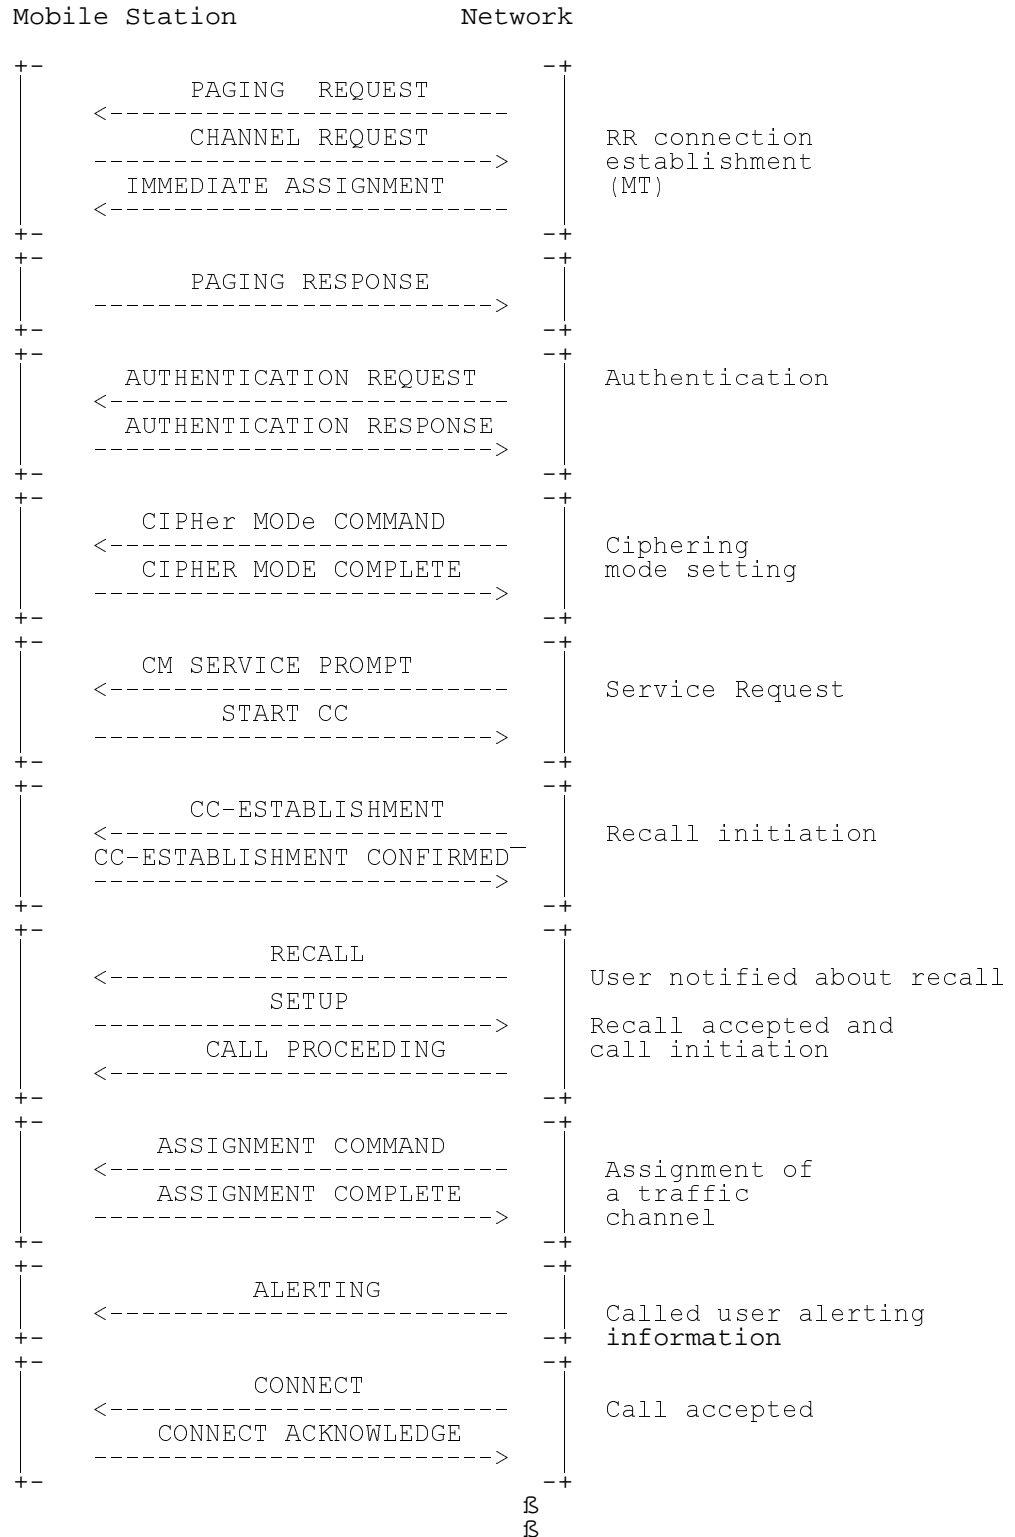 Mobile Station Network
PAGING REQUEST
CHANNEL REQUEST RR connection
establishment
IMMEDIATE ASSIGNMENT (MT)
PAGING RESPONSE
AUTHENTICATION REQUEST Authentication
AUTHENTICATION RESPONSE
CIPHer MODe COMMAND
Ciphering
CIPHER MODE COMPLETE mode setting
CM SERVICE PROMPT
Service Request
START CC
CC-ESTABLISHMENT
Recall initiation
CC-ESTABLISHMENT CONFIRMED
RECALL
User notified about recall
SETUP
Recall accepted and
CALL PROCEEDING call initiation
ASSIGNMENT COMMAND
Assignment of
ASSIGNMENT COMPLETE a traffic
channel
ALERTING
Called user alerting
information
CONNECT
Call accepted
CONNECT ACKNOWLEDGE
ß
ß